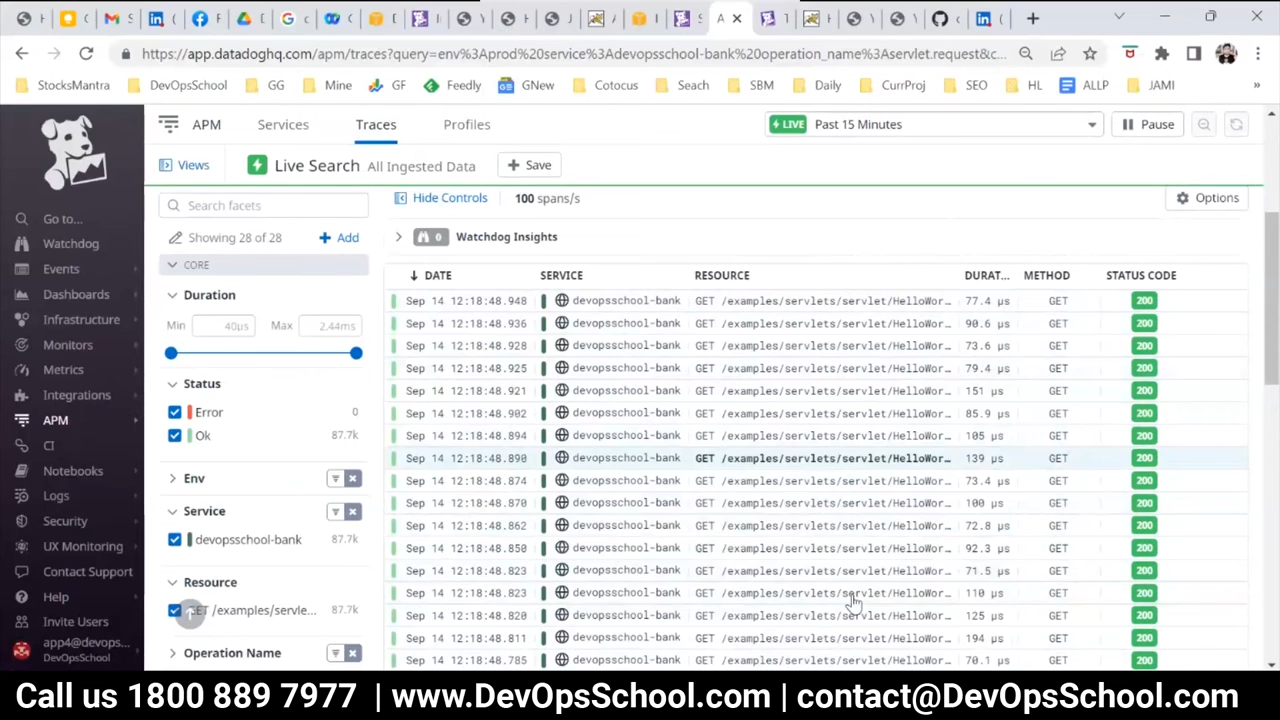 https://app.datadoghq.com/apm/traces?query=env%3Aprod%20service%3Adevopsschool-bank%20operation_name%3Aservlet.request&c...
StocksMantra DevOpsSchool GG Mine GF Feedly GNew Cotocus Seach SBM Daily CurrProj SEO HL ALLP JAMI »
APM Services Traces Profiles LIVE Past 15 Minutes Pause
Views Live Search All Ingested Data + Save
Hide Controls 100 spans/s Options
Search facets
Showing 28 of 28 + Add
0 Watchdog Insights
CORE
DATE SERVICE RESOURCE DURAT... METHOD STATUS CODE
Duration
Min 40µs Max 2.44ms
Status
Error 0
Ok 87.7k
Env
Service
devopsschool-bank
Resource
GET /examples/servle... 87.7k
Operation Name
Sep 14 12:18:48.948 devopsschool-bank GET /examples/servlets/servlet/HelloWor... 77.4 µs GET 200
Sep 14 12:18:48.936 devopsschool-bank GET /examples/servlets/servlet/HelloWor... 90.6 µs GET 200
Sep 14 12:18:48.928 devopsschool-bank GET /examples/servlets/servlet/HelloWor... 73.6 µs GET 200
Sep 14 12:18:48.925 devopsschool-bank GET /examples/servlets/servlet/HelloWor... 79.4 µs GET 200
Sep 14 12:18:48.921 devopsschool-bank GET /examples/servlets/servlet/HelloWor... 151 µs GET 200
Sep 14 12:18:48.902 devopsschool-bank GET /examples/servlets/servlet/HelloWor... 85.9 µs GET 200
Sep 14 12:18:48.894 devopsschool-bank GET /examples/servlets/servlet/HelloWor... 105 µs GET 200
Sep 14 12:18:48.890 devopsschool-bank GET /examples/servlets/servlet/HelloWor... 139 µs GET 200
Sep 14 12:18:48.874 devopsschool-bank GET /examples/servlets/servlet/HelloWor... 73.4 µs GET 200
Sep 14 12:18:48.870 devopsschool-bank GET /examples/servlets/servlet/HelloWor... 100 µs GET 200
Sep 14 12:18:48.862 devopsschool-bank GET /examples/servlets/servlet/HelloWor... 72.8 µs GET 200
Sep 14 12:18:48.850 devopsschool-bank GET /examples/servlets/servlet/HelloWor... 92.3 µs GET 200
Sep 14 12:18:48.823 devopsschool-bank GET /examples/servlets/servlet/HelloWor... 71.5 µs GET 200
Sep 14 12:18:48.823 devopsschool-bank GET /examples/servlets/servlet/HelloWor... 110 µs GET 200
Sep 14 12:18:48.820 devopsschool-bank GET /examples/servlets/servlet/HelloWor... 125 µs GET 200
Sep 14 12:18:48.811 devopsschool-bank GET /examples/servlets/servlet/HelloWor... 194 µs GET 200
Sep 14 12:18:48.785 devopsschool-bank GET /examples/servlets/servlet/HelloWor... 70.1 µs GET 200
Go to...
Watchdog
Events
Dashboards
Infrastructure
Monitors
Metrics
Integrations
APM
CI
Notebooks
Logs
Security
UX Monitoring
Contact Support
Help
Invite Users
app4@devops...
DevOpsSchool
Call us 1800 889 7977 | www.DevOpsSchool.com | contact@DevOpsSchool.com